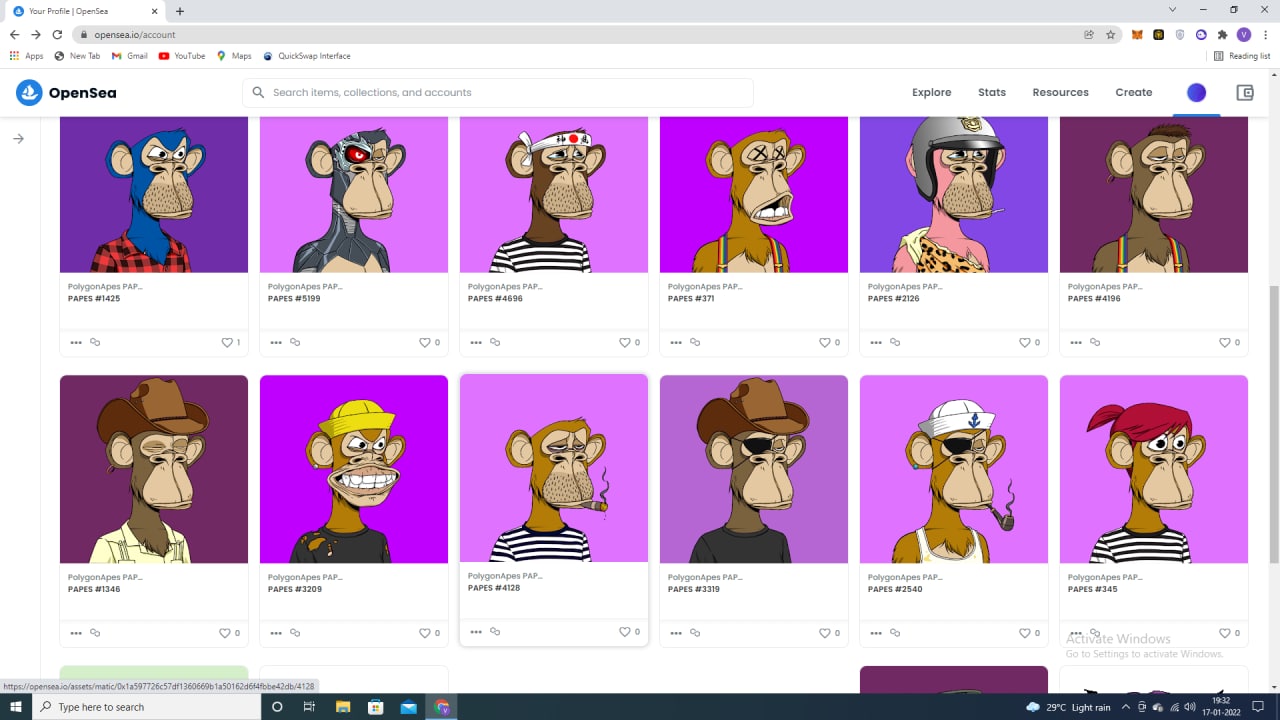 Your Profile | OpenSea
opensea.io/account
Apps New Tab Gmail YouTube Maps QuickSwap Interface Reading list
OpenSea Search items, collections, and accounts Explore Stats Resources Create
PolygonApes PAP... PolygonApes PAP... PolygonApes PAP... PolygonApes PAP... PolygonApes PAP... PolygonApes PAP...
PAPES #1425 PAPES #5199 PAPES #4696 PAPES #371 PAPES #2126 PAPES #4196
1 0 0 0 0 0
PolygonApes PAP... PolygonApes PAP... PolygonApes PAP... PolygonApes PAP... PolygonApes PAP... PolygonApes PAP...
PAPES #1346 PAPES #3209 PAPES #4128 PAPES #3319 PAPES #2540 PAPES #345
0 0 0 0 0 0
Activate Windows
Go to Settings to activate Windows.
https://opensea.io/assets/matic/0x1a597726c57df1360669b1a50162d6f4fbbe42db/4128
Type here to search
29°C Light rain
19:32
17-01-2022